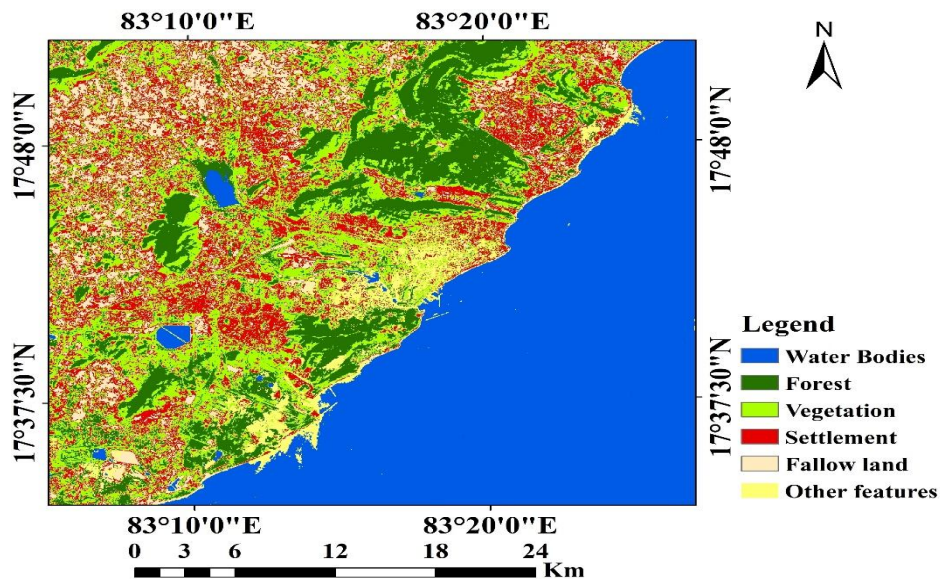 83°10'0"E 83°20'0"E
N
17°48'0"N
17°48'0"N
17°37'30"N
17°37'30"N
Legend
Water Bodies
Forest
Vegetation
Settlement
Fallow land
Other features
83°10'0"E 83°20'0"E
0 3 6 12 18 24
Km